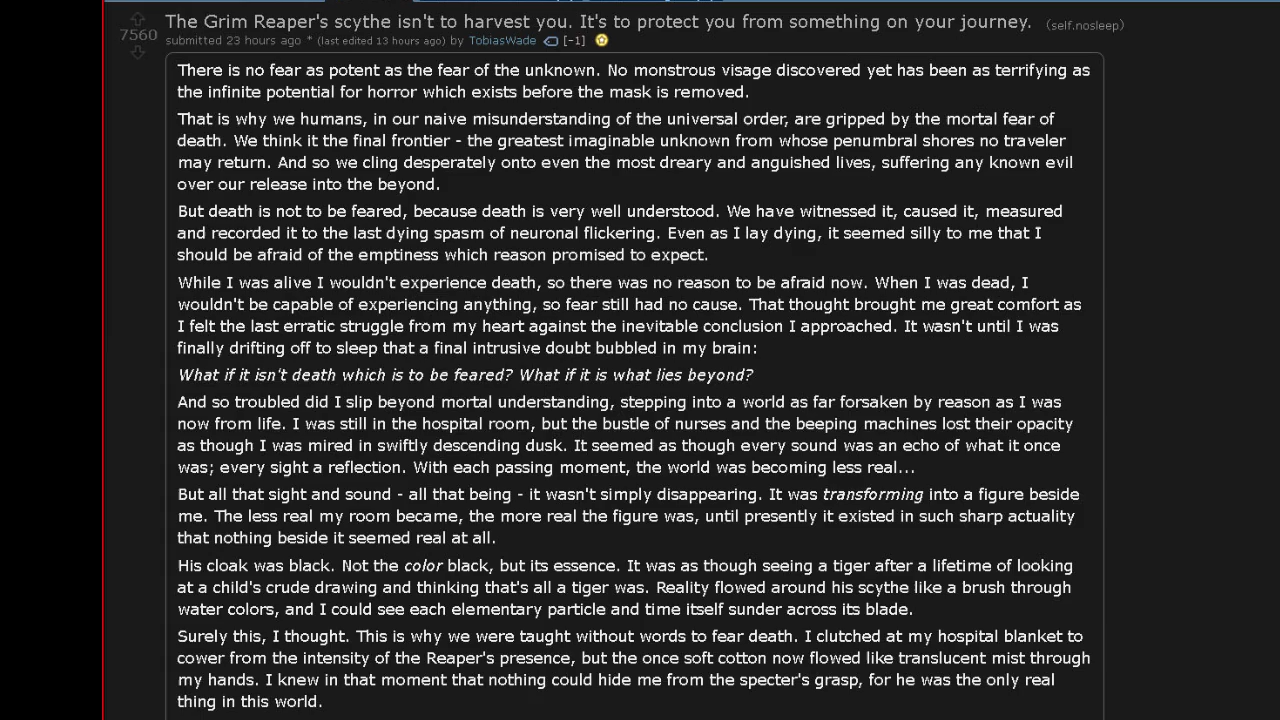 The Grim Reaper's scythe isn't to harvest you. It's to protect you from something on your journey. (self.nosleep)
7560
submitted 23 hours ago * (last edited 13 hours ago) by TobiasWade [-1]
There is no fear as potent as the fear of the unknown. No monstrous visage discovered yet has been as terrifying as
the infinite potential for horror which exists before the mask is removed.
That is why we humans, in our naive misunderstanding of the universal order, are gripped by the mortal fear of
death. We think it the final frontier - the greatest imaginable unknown from whose penumbral shores no traveler
may return. And so we cling desperately onto even the most dreary and anguished lives, suffering any known evil
over our release into the beyond.
But death is not to be feared, because death is very well understood. We have witnessed it, caused it, measured
and recorded it to the last dying spasm of neuronal flickering. Even as I lay dying, it seemed silly to me that I
should be afraid of the emptiness which reason promised to expect.
While I was alive I wouldn't experience death, so there was no reason to be afraid now. When I was dead, I
wouldn't be capable of experiencing anything, so fear still had no cause. That thought brought me great comfort as
I felt the last erratic struggle from my heart against the inevitable conclusion I approached. It wasn't until I was
finally drifting off to sleep that a final intrusive doubt bubbled in my brain:
What if it isn't death which is to be feared? What if it is what lies beyond?
And so troubled did I slip beyond mortal understanding, stepping into a world as far forsaken by reason as I was
now from life. I was still in the hospital room, but the bustle of nurses and the beeping machines lost their opacity
as though I was mired in swiftly descending dusk. It seemed as though every sound was an echo of what it once
was; every sight a reflection. With each passing moment, the world was becoming less real...
But all that sight and sound - all that being - it wasn't simply disappearing. It was transforming into a figure beside
me. The less real my room became, the more real the figure was, until presently it existed in such sharp actuality
that nothing beside it seemed real at all.
His cloak was black. Not the color black, but its essence. It was as though seeing a tiger after a lifetime of looking
at a child's crude drawing and thinking that's all a tiger was. Reality flowed around his scythe like a brush through
water colors, and I could see each elementary particle and time itself sunder across its blade.
Surely this, I thought. This is why we were taught without words to fear death. I clutched at my hospital blanket to
cower from the intensity of the Reaper's presence, but the once soft cotton now flowed like translucent mist through
my hands. I knew in that moment that nothing could hide me from the specter's grasp, for he was the only real
thing in this world.